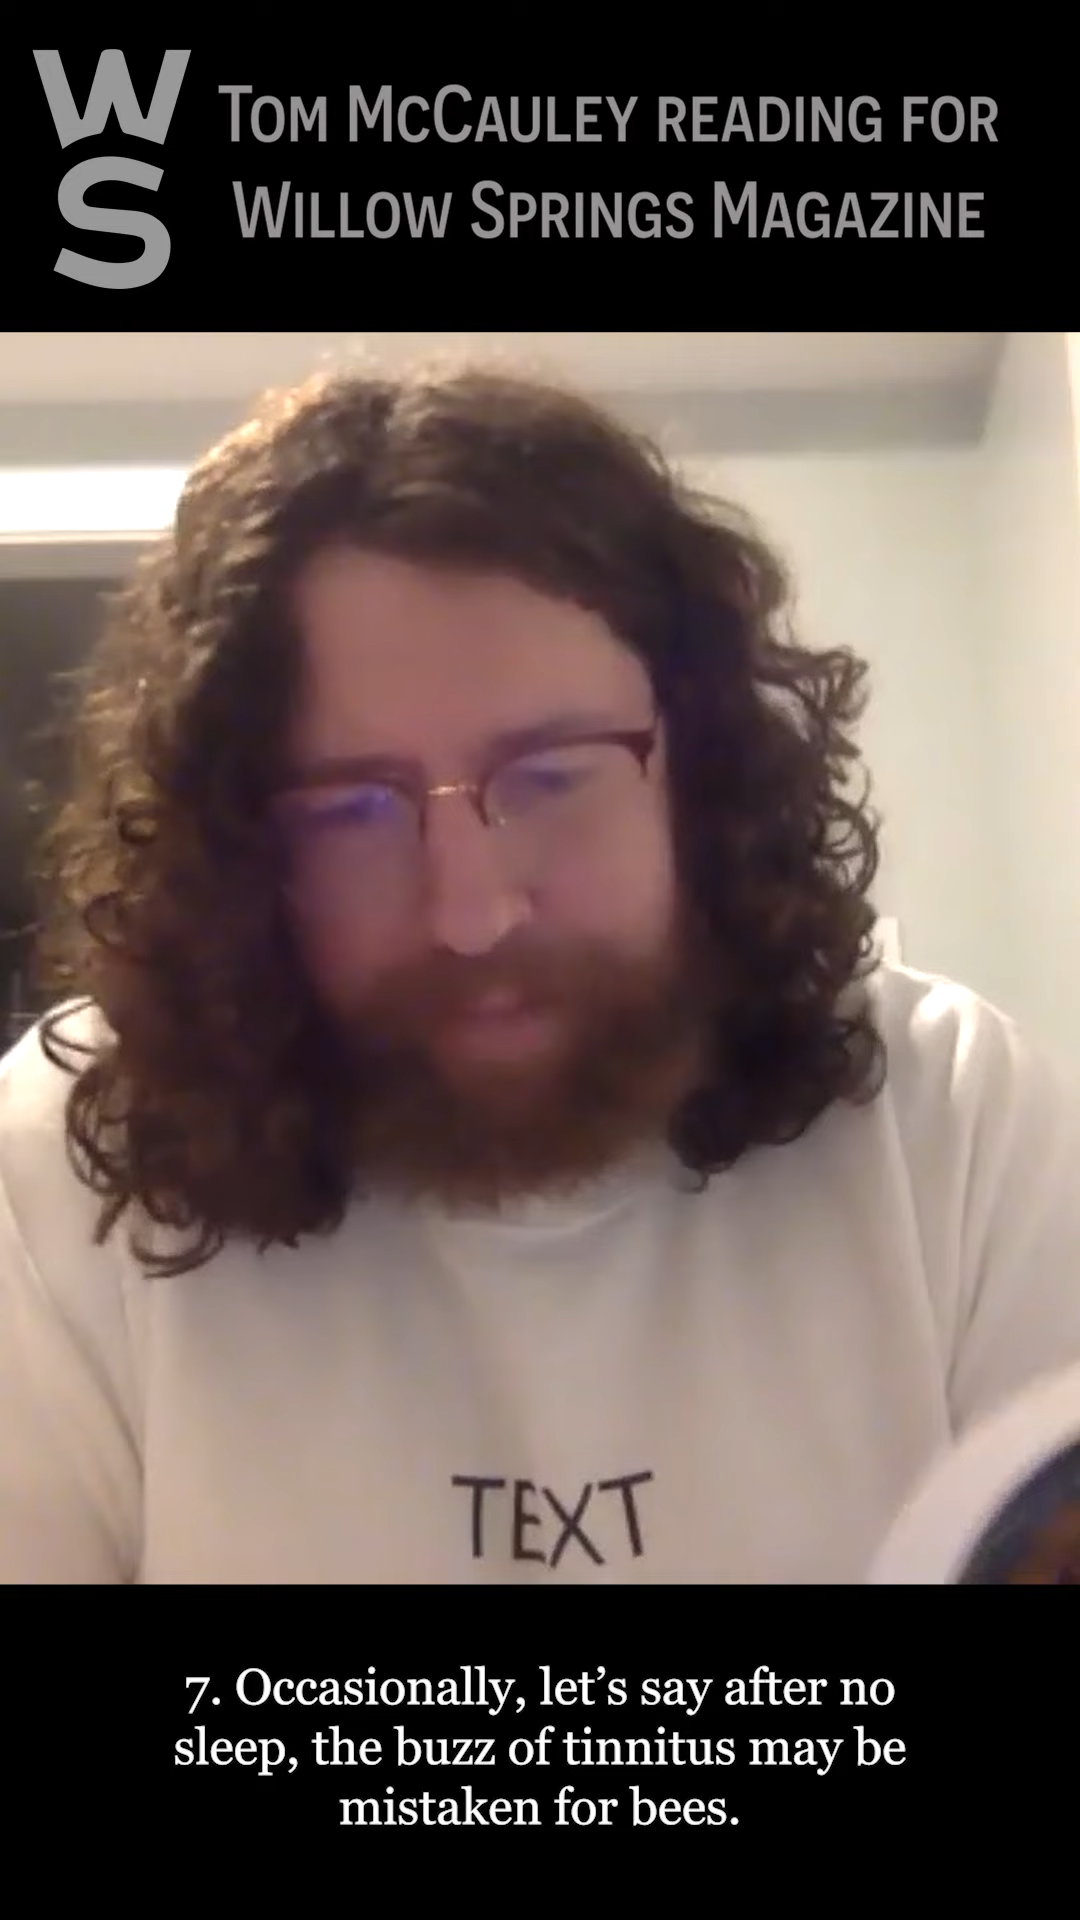 WS
TOM MCCAULEY READING FOR
WILLOW SPRINGS MAGAZINE
TEXT
7. Occasionally, let’s say after no
sleep, the buzz of tinnitus may be
mistaken for bees.